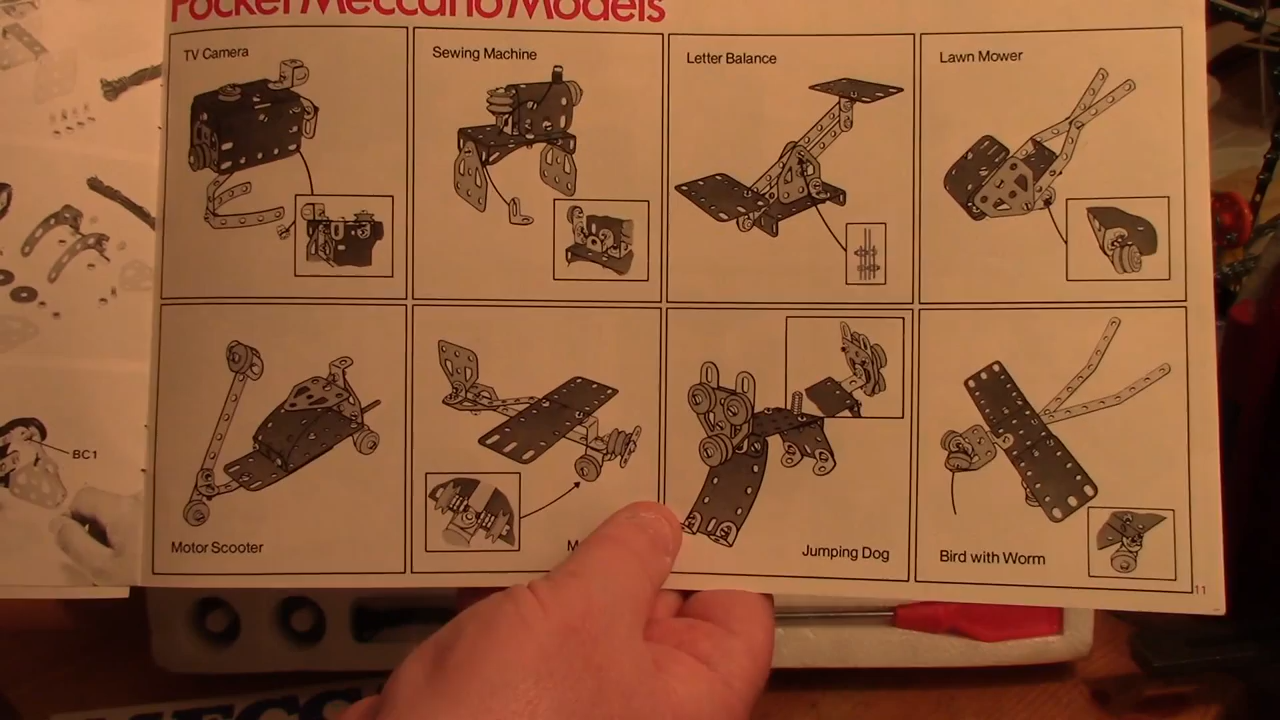 Pocket Meccano Models
TV Camera
Sewing Machine
Letter Balance
Lawn Mower
BC1
Motor Scooter
M
Jumping Dog
Bird with Worm
11
MECC